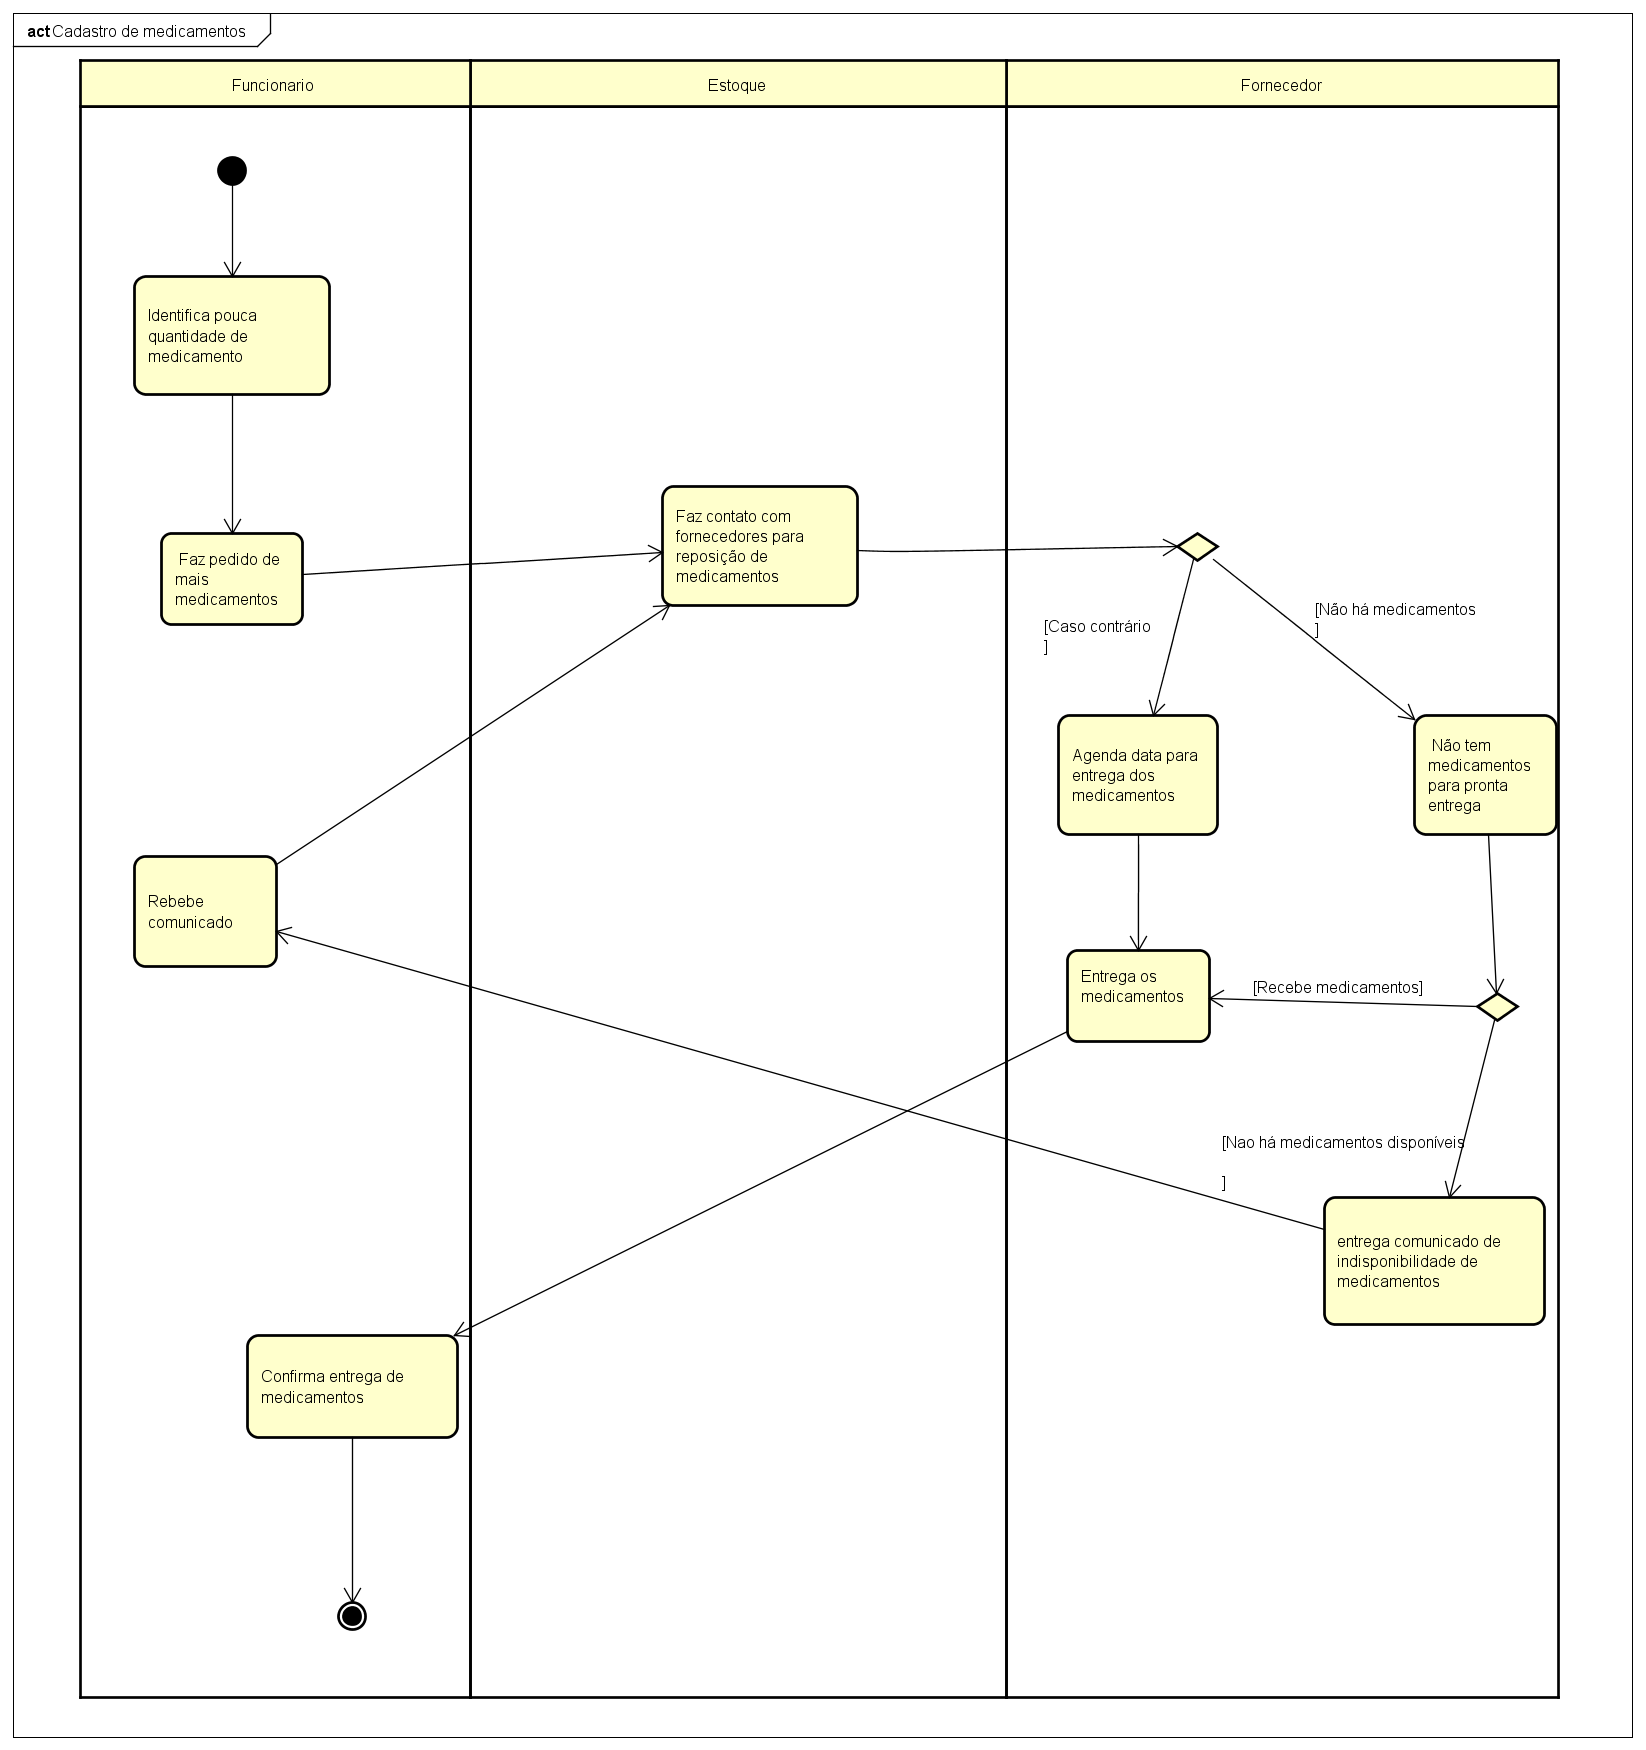 act Cadastro de medicamentos
Funcionario
Estoque
Fornecedor
Identifica pouca
quantidade de
medicamento
Faz pedido de
mais
medicamentos
Faz contato com
fornecedores para
reposição de
medicamentos
[Caso contrário
]
[Não há medicamentos
]
Agenda data para
entrega dos
medicamentos
Não tem
medicamentos
para pronta
entrega
Rebebe
comunicado
Entrega os
medicamentos
[Recebe medicamentos]
[Nao há medicamentos disponíveis
]
entrega comunicado de
indisponibilidade de
medicamentos
Confirma entrega de
medicamentos